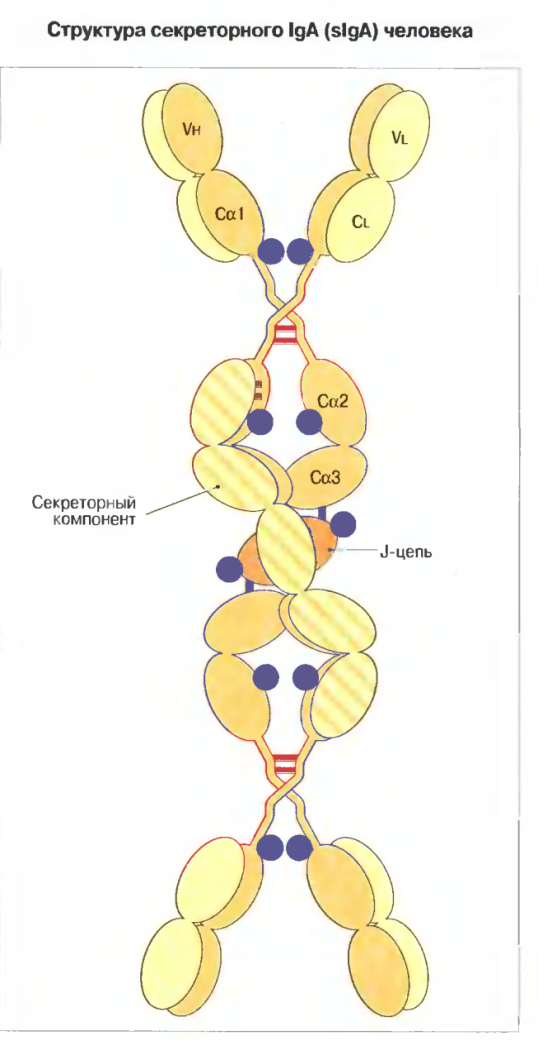 Структура секреторного IgA (sIgA) человека
VH
VL
Cα1
CL
Cα2
Cα3
Секреторный
компонент
J-цепь